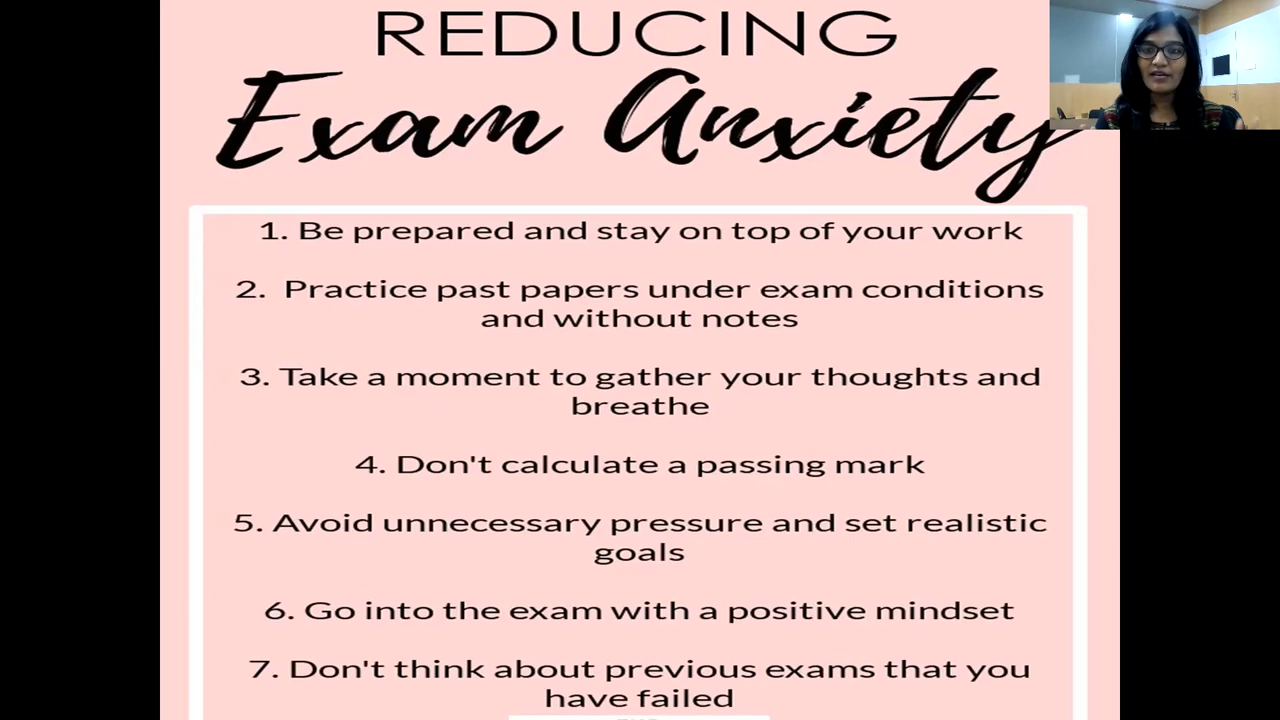 REDUCING
Exam Anxiety
1. Be prepared and stay on top of your work
2. Practice past papers under exam conditions
and without notes
3. Take a moment to gather your thoughts and
breathe
4. Don't calculate a passing mark
5. Avoid unnecessary pressure and set realistic
goals
6. Go into the exam with a positive mindset
7. Don't think about previous exams that you
have failed